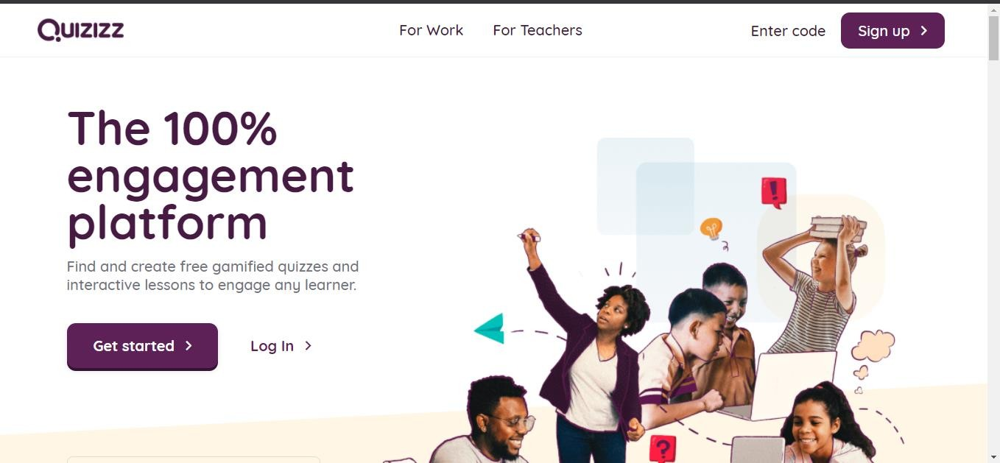 Quizizz
For Work
For Teachers
Enter code
Sign up
The 100%
engagement
platform
Find and create free gamified quizzes and
interactive lessons to engage any learner.
Get started
Log In
!
?